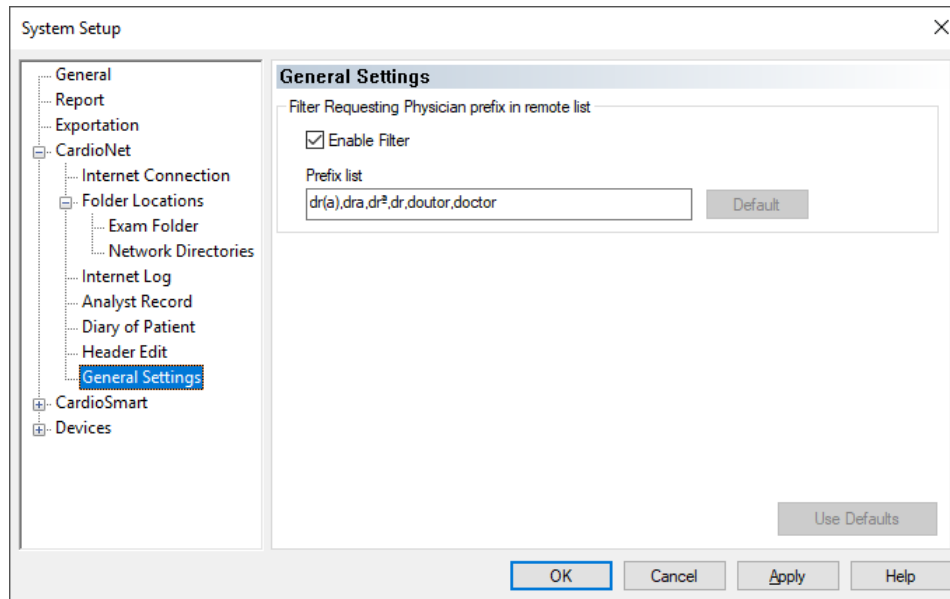 System Setup
General
Report
Exportation
CardioNet
Internet Connection
Folder Locations
Exam Folder
Network Directories
Internet Log
Analyst Record
Diary of Patient
Header Edit
General Settings
CardioSmart
Devices
General Settings
Filter Requesting Physician prefix in remote list
Enable Filter
Prefix list
dr(a),dra,drª,dr,doutor,doctor
Default
Use Defaults
OK
Cancel
Apply
Help